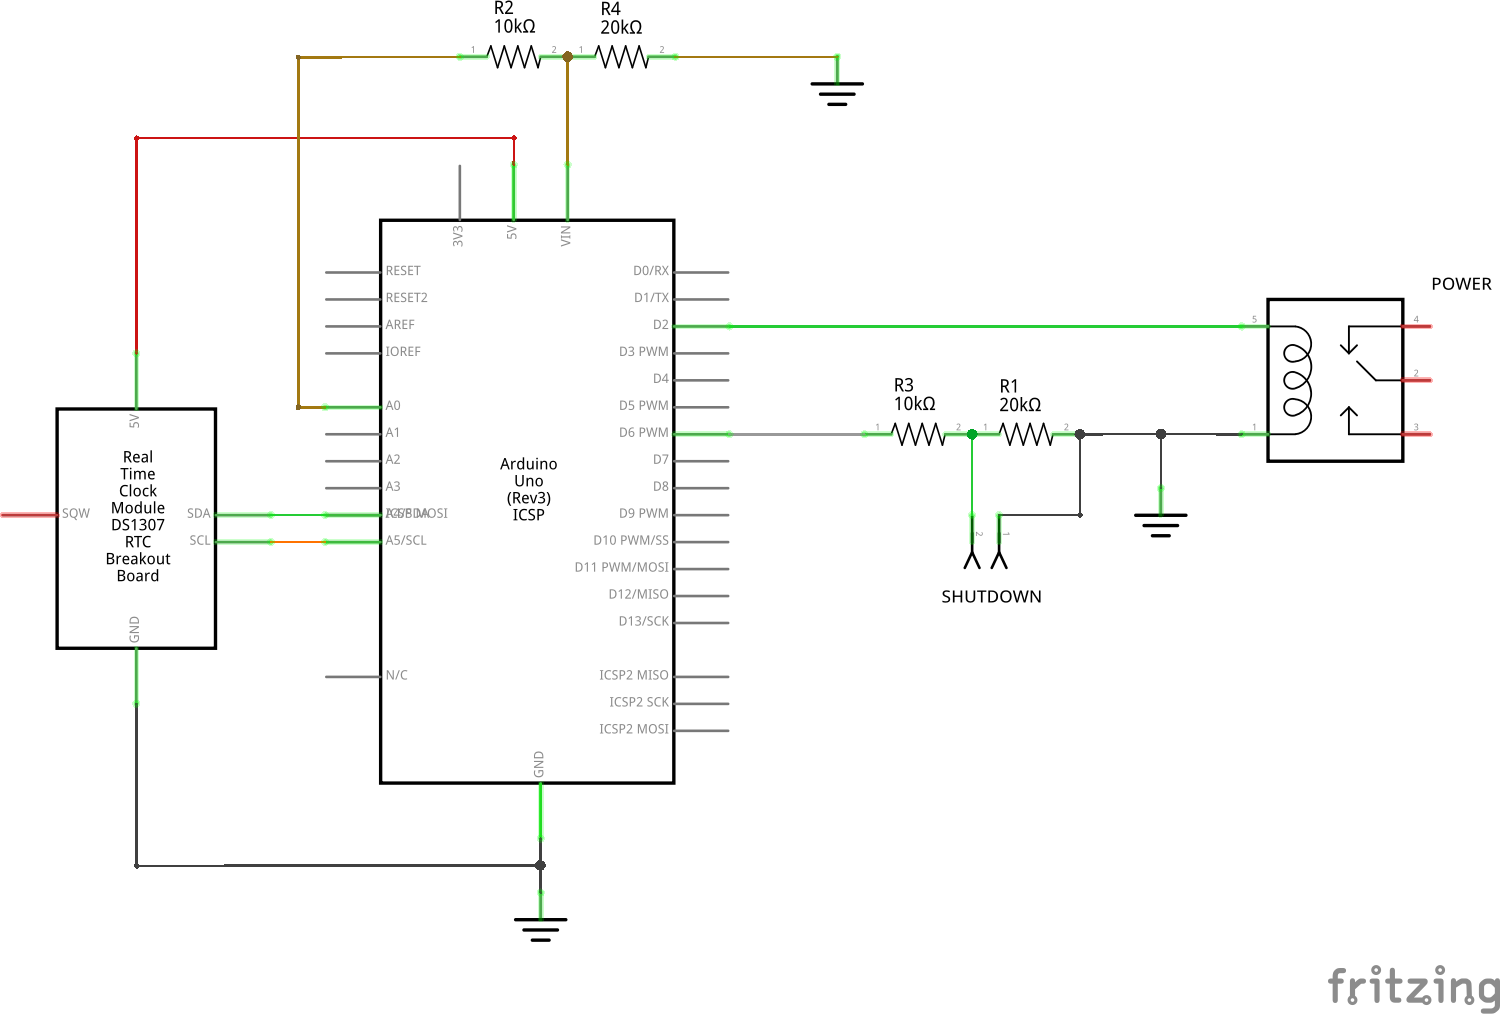 R2
10kΩ
R4
20kΩ
1
2
1
2
3V3
5V
VIN
RESET
RESET2
AREF
IOREF
A0
A1
A2
A3
A5/SCL
N/C
D0/RX
D1/TX
D2
D3 PWM
D4
D5 PWM
D6 PWM
D7
D8
D9 PWM
D10 PWM/SS
D11 PWM/MOSI
D12/MISO
D13/SCK
ICSP2 MISO
ICSP2 SCK
ICSP2 MOSI
GND
Arduino
Uno
(Rev3)
ICSP
5V
Real
Time
Clock
Module
DS1307
RTC
Breakout
Board
SQW
SDA
SCL
GND
R3
10kΩ
R1
20kΩ
1
2
1
2
2
1
SHUTDOWN
POWER
5
1
4
2
3
fritzing